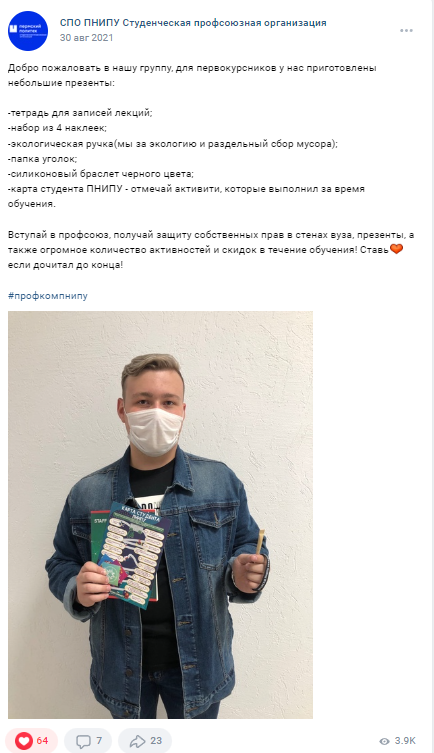 СПО ПНИПУ Студенческая профсоюзная организация
30 авг 2021
Добро пожаловать в нашу группу, для первокурсников у нас приготовлены
небольшие презенты:
-тетрадь для записей лекций;
-набор из 4 наклеек;
-экологическая ручка(мы за экологию и раздельный сбор мусора);
-папка уголок;
-силиконовый браслет черного цвета;
-карта студента ПНИПУ - отмечай активити, которые выполнил за время
обучения.
Вступай в профсоюз, получай защиту собственных прав в стенах вуза, презенты, а
также огромное количество активностей и скидок в течение обучения! Ставь❤
если дочитал до конца!
#профкомпнипу
STAFF
КАРТА СТУДЕНТА
64
7
23
3.9K